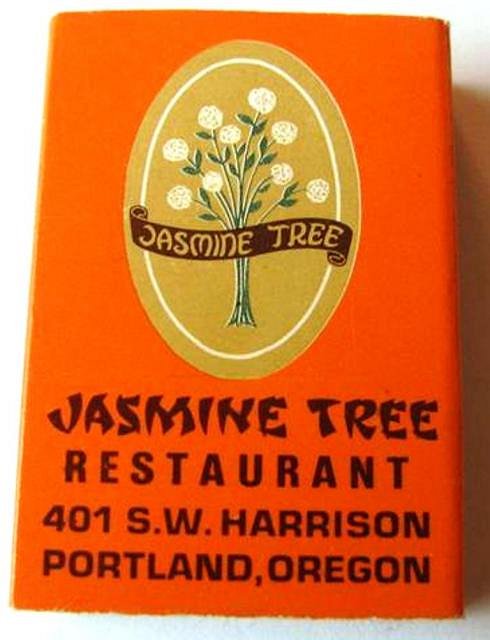 JASMINE TREE
JASMINE TREE
RESTAURANT
401 S.W. HARRISON
PORTLAND, OREGON